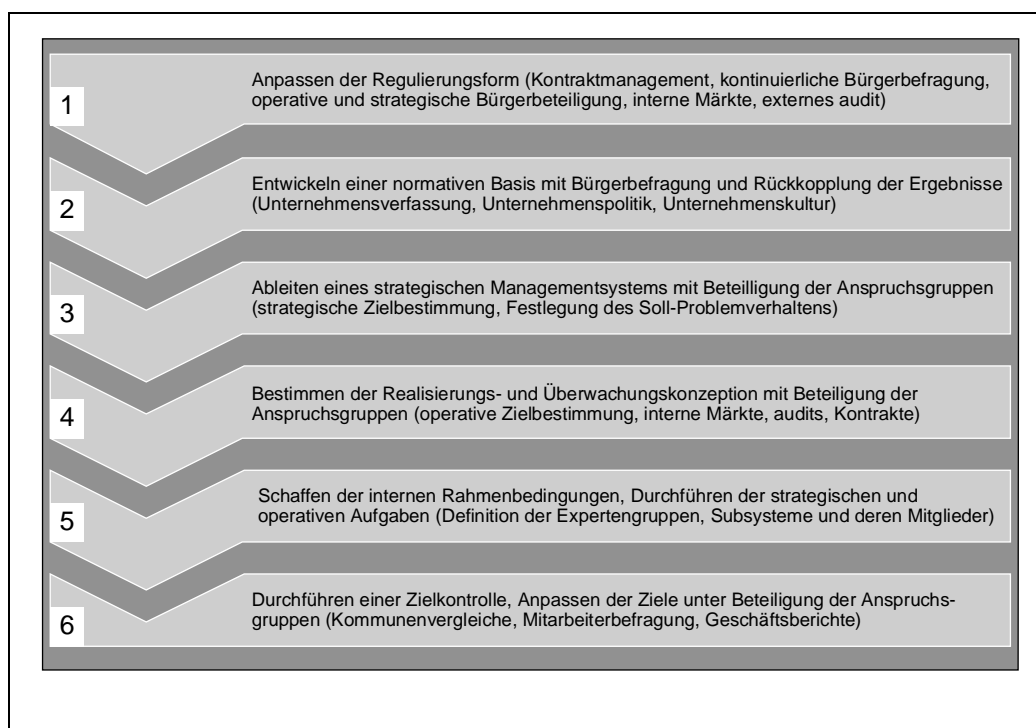 1
Anpassen der Regulierungsform (Kontraktmanagement, kontinuierliche Bürgerbefragung,
operative und strategische Bürgerbeteiligung, interne Märkte, externes audit)
2
Entwickeln einer normativen Basis mit Bürgerbefragung und Rückkopplung der Ergebnisse
(Unternehmensverfassung, Unternehmenspolitik, Unternehmenskultur)
3
Ableiten eines strategischen Managementsystems mit Beteilligung der Anspruchsgruppen
(strategische Zielbestimmung, Festlegung des Soll-Problemverhaltens)
4
Bestimmen der Realisierungs- und Überwachungskonzeption mit Beteiligung der
Anspruchsgruppen (operative Zielbestimmung, interne Märkte, audits, Kontrakte)
5
Schaffen der internen Rahmenbedingungen, Durchführen der strategischen und
operativen Aufgaben (Definition der Expertengruppen, Subsysteme und deren Mitglieder)
6
Durchführen einer Zielkontrolle, Anpassen der Ziele unter Beteiligung der Anspruchs-
gruppen (Kommunenvergleiche, Mitarbeiterbefragung, Geschäftsberichte)